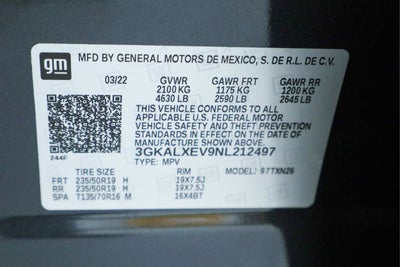 gm
MFD BY GENERAL MOTORS DE MEXICO, S. DE R.L. DE C.V.
03/22 GVWR GAWR FRT GAWR RR
2100 KG 1175 KG 1200 KG
4630 LB 2590 LB 2645 LB
THIS VEHICLE CONFORMS TO ALL
APPLICABLE U.S. FEDERAL MOTOR
VEHICLE SAFETY AND THEFT PREVENTION
STANDARDS IN EFFECT ON THE DATE OF
MANUFACTURE SHOWN ABOVE.
3GKALXEV9NL212497
244F TYPE: MPV
TIRE SIZE RIM MODEL: 97TXN26
FRT 235/50R19 H 19X7.5J
RR 235/50R19 H 19X7.5J
SPA T135/70R16 M 16X4BT